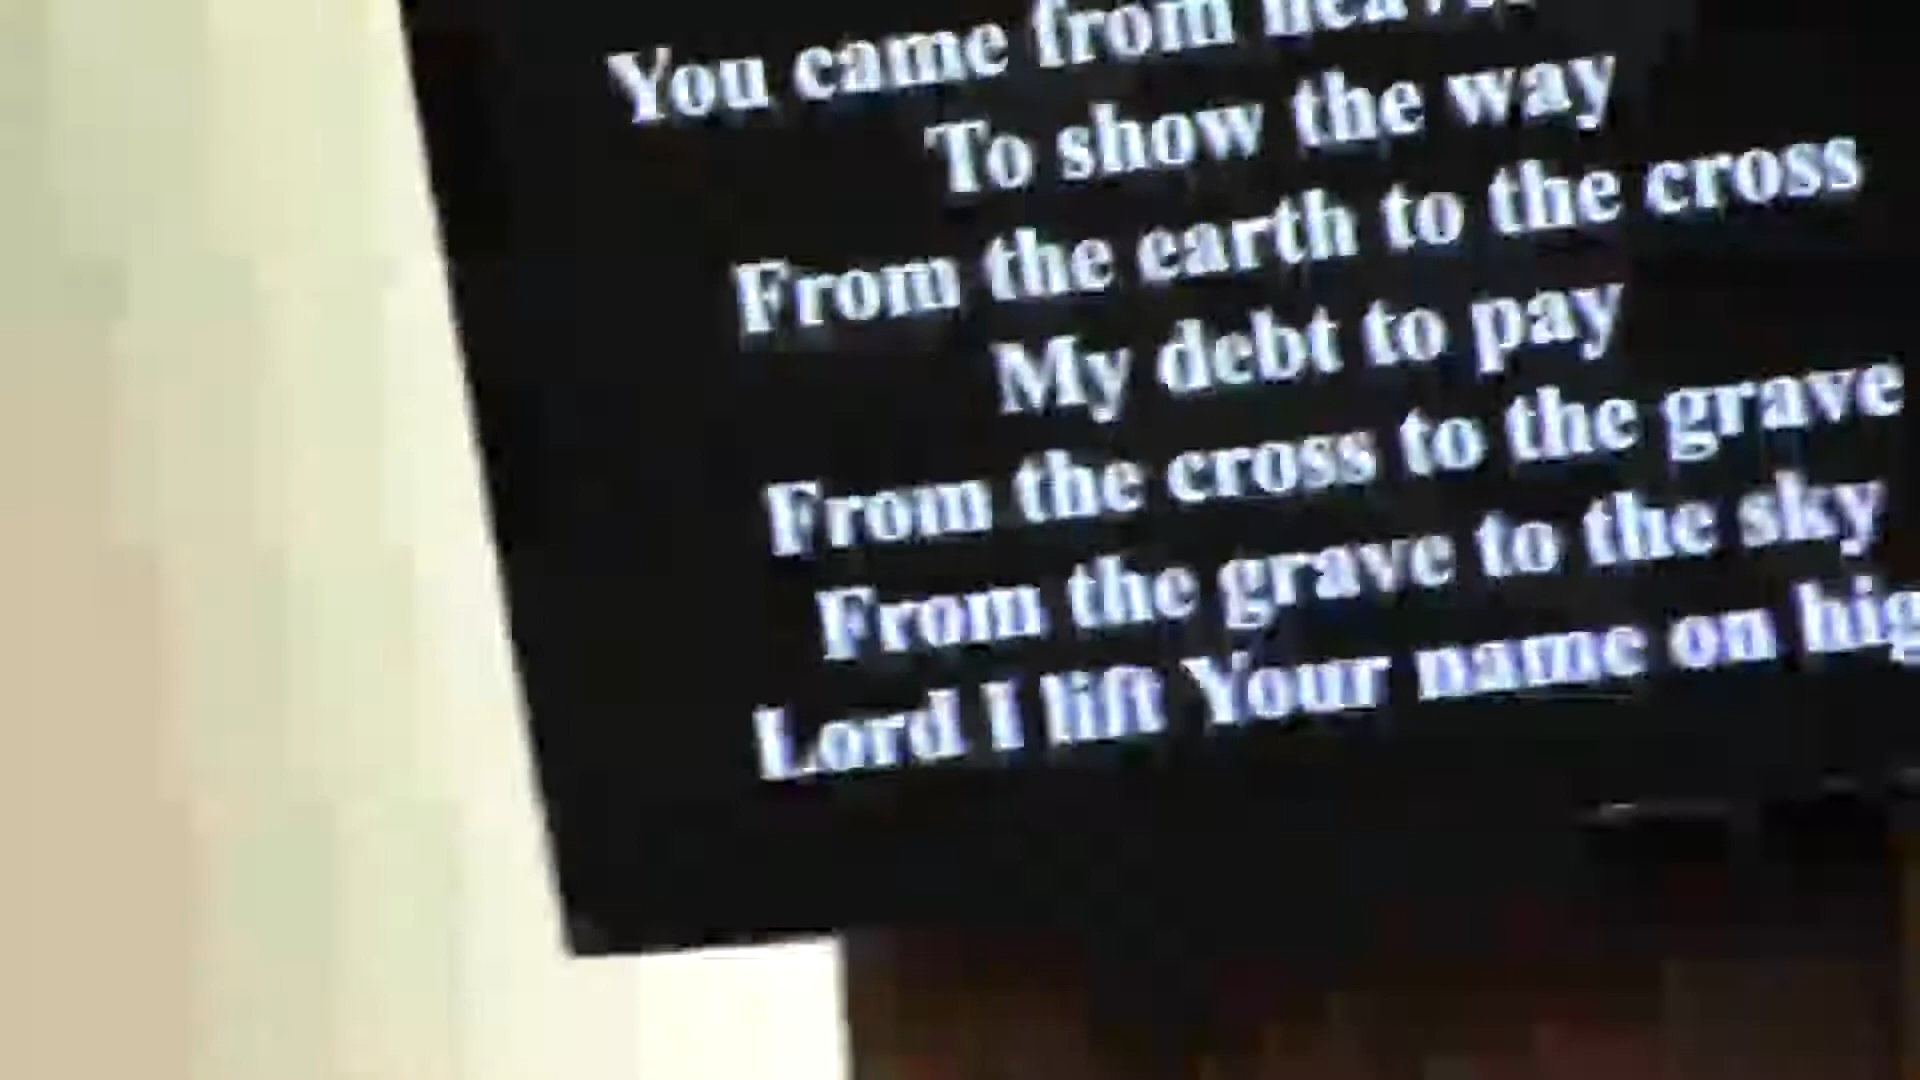 You came from heaven
To show the way
From the earth to the cross
My debt to pay
From the cross to the grave
From the grave to the sky
Lord I lift Your name on hig